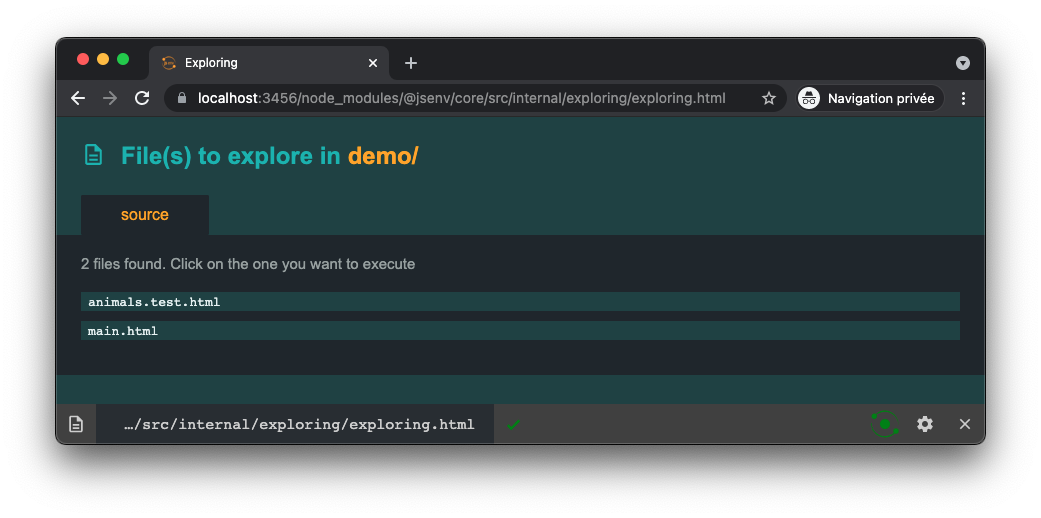 Exploring
localhost:3456/node_modules/@jsenv/core/src/internal/exploring/exploring.html
Navigation privée
File(s) to explore in demo/
source
2 files found. Click on the one you want to execute
animals.test.html
main.html
…/src/internal/exploring/exploring.html